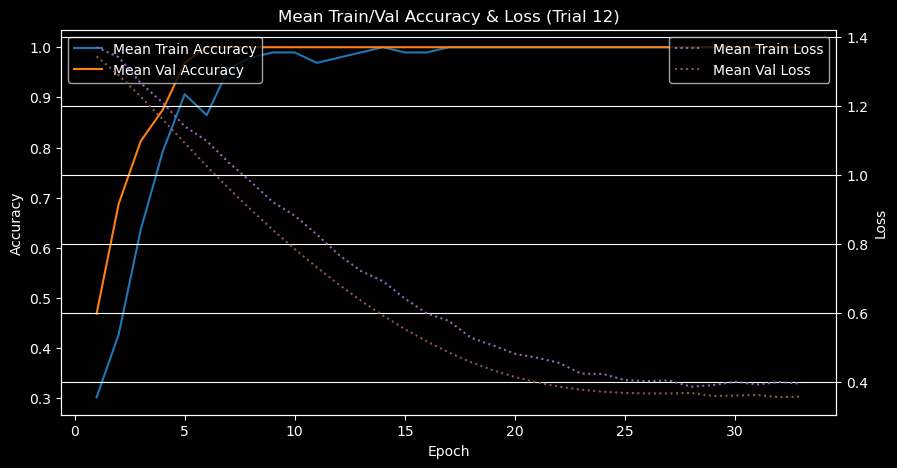 Mean Train/Val Accuracy & Loss (Trial 12)
Mean Train Accuracy
Mean Val Accuracy
Mean Train Loss
Mean Val Loss
1.0
0.9
0.8
0.7
0.6
0.5
0.4
0.3
Accuracy
1.4
1.2
1.0
0.8
0.6
0.4
Loss
0 5 10 15 20 25 30
Epoch